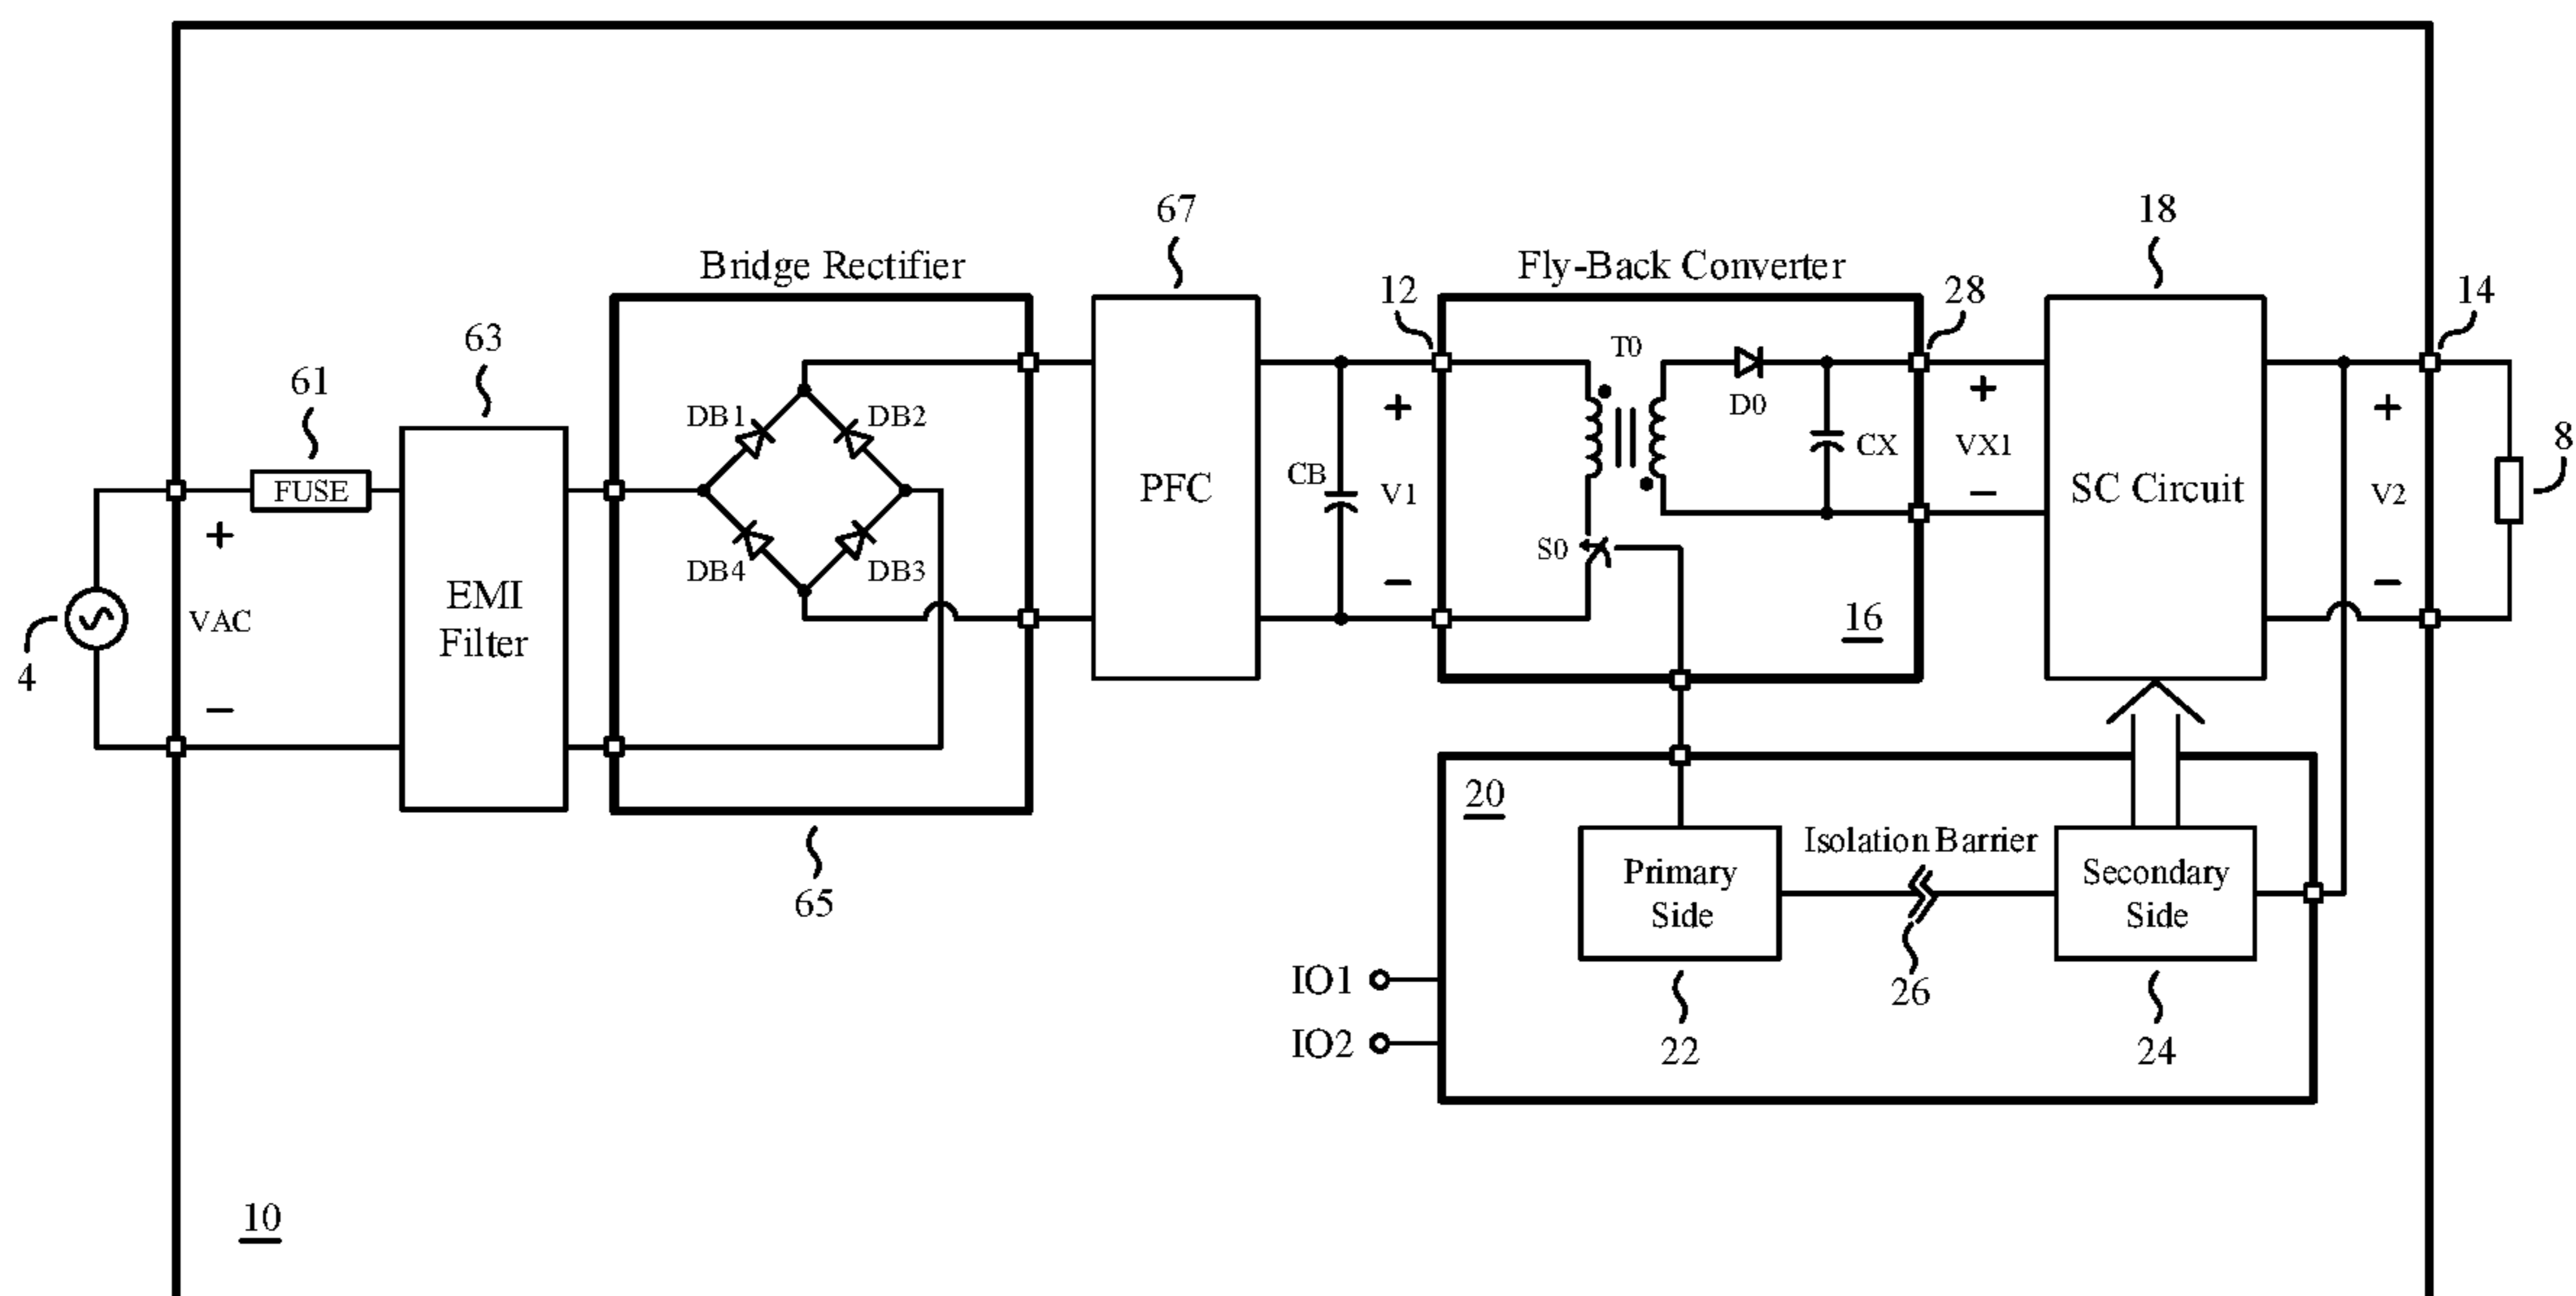 67
18
Bridge Rectifier
Fly-Back Converter
12
28
14
63
61
T0
DB1
DB2
D0
+
+
+
8
CX
VX1
CB
V1
PFC
SC Circuit
V2
FUSE
−
+
S0
DB4
DB3
−
−
EMI
Filter
4
VAC
16
−
20
Isolation Barrier
Primary
Side
Secondary
Side
65
26
IO1
IO2
22
24
10